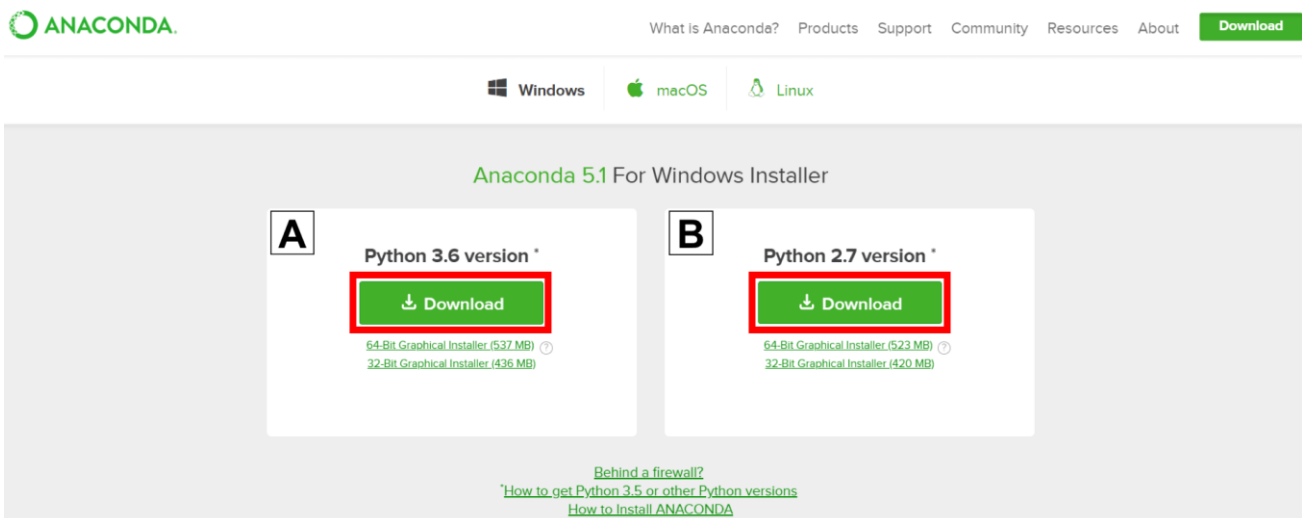 ANACONDA.
What is Anaconda? Products Support Community Resources About Download
Windows macOS Linux
Anaconda 5.1 For Windows Installer
A
Python 3.6 version *
Download
64-Bit Graphical Installer (537 MB) ?
32-Bit Graphical Installer (436 MB)
B
Python 2.7 version *
Download
64-Bit Graphical Installer (523 MB) ?
32-Bit Graphical Installer (420 MB)
Behind a firewall?
*How to get Python 3.5 or other Python versions
How to Install ANACONDA